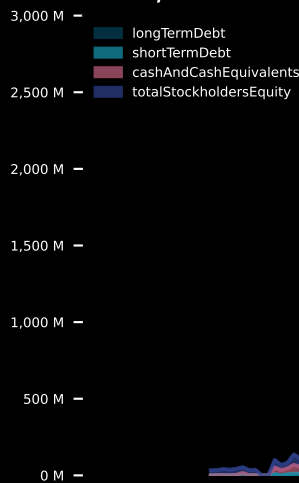 3,000 M
longTermDebt
shortTermDebt
cashAndCashEquivalents
2,500 M
totalStockholdersEquity
2,000 M
1,500 M
1,000 M
500 M
0 M